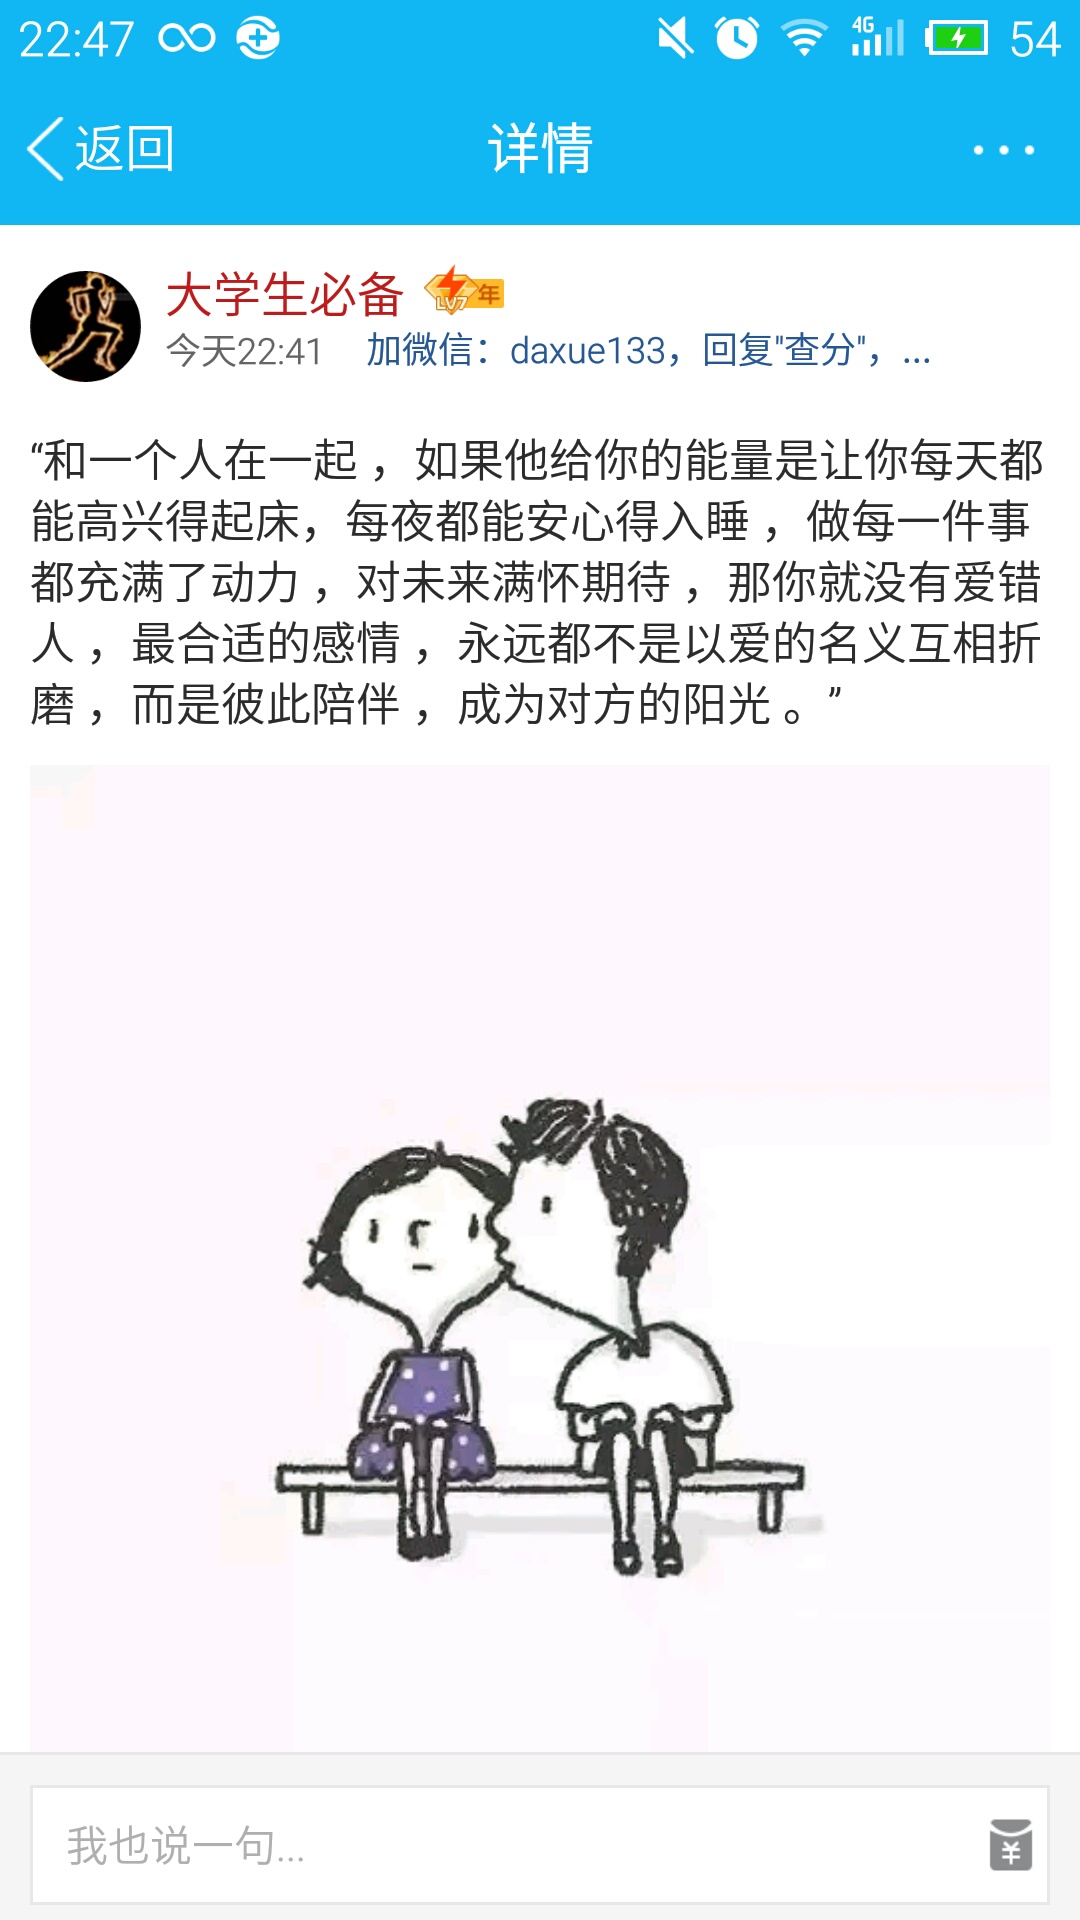 22:47 4G 54
返回 详情
大学生必备 LV7 年
今天22:41 加微信：daxue133，回复"查分"，...
“和一个人在一起 ，如果他给你的能量是让你每天都
能高兴得起床，每夜都能安心得入睡 ，做每一件事
都充满了动力 ，对未来满怀期待 ，那你就没有爱错
人 ，最合适的感情 ，永远都不是以爱的名义互相折
磨 ，而是彼此陪伴 ，成为对方的阳光 。”
我也说一句... ¥